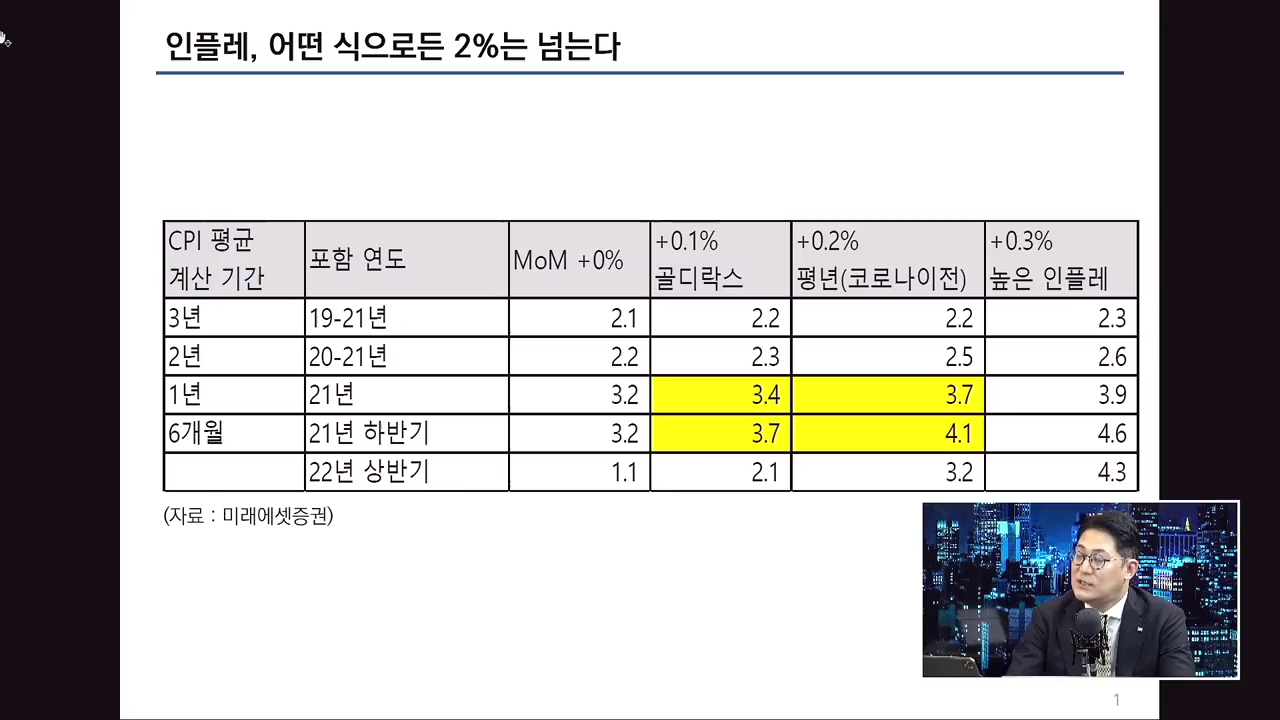 인플레, 어떤 식으로든 2%는 넘는다
CPI 평균 계산 기간 포함 연도 MoM +0% +0.1% 골디락스 +0.2% 평년(코로나이전) +0.3% 높은 인플레
3년 19-21년 2.1 2.2 2.2 2.3
2년 20-21년 2.2 2.3 2.5 2.6
1년 21년 3.2 3.4 3.7 3.9
6개월 21년 하반기 3.2 3.7 4.1 4.6
22년 상반기 1.1 2.1 3.2 4.3
(자료 : 미래에셋증권)
1